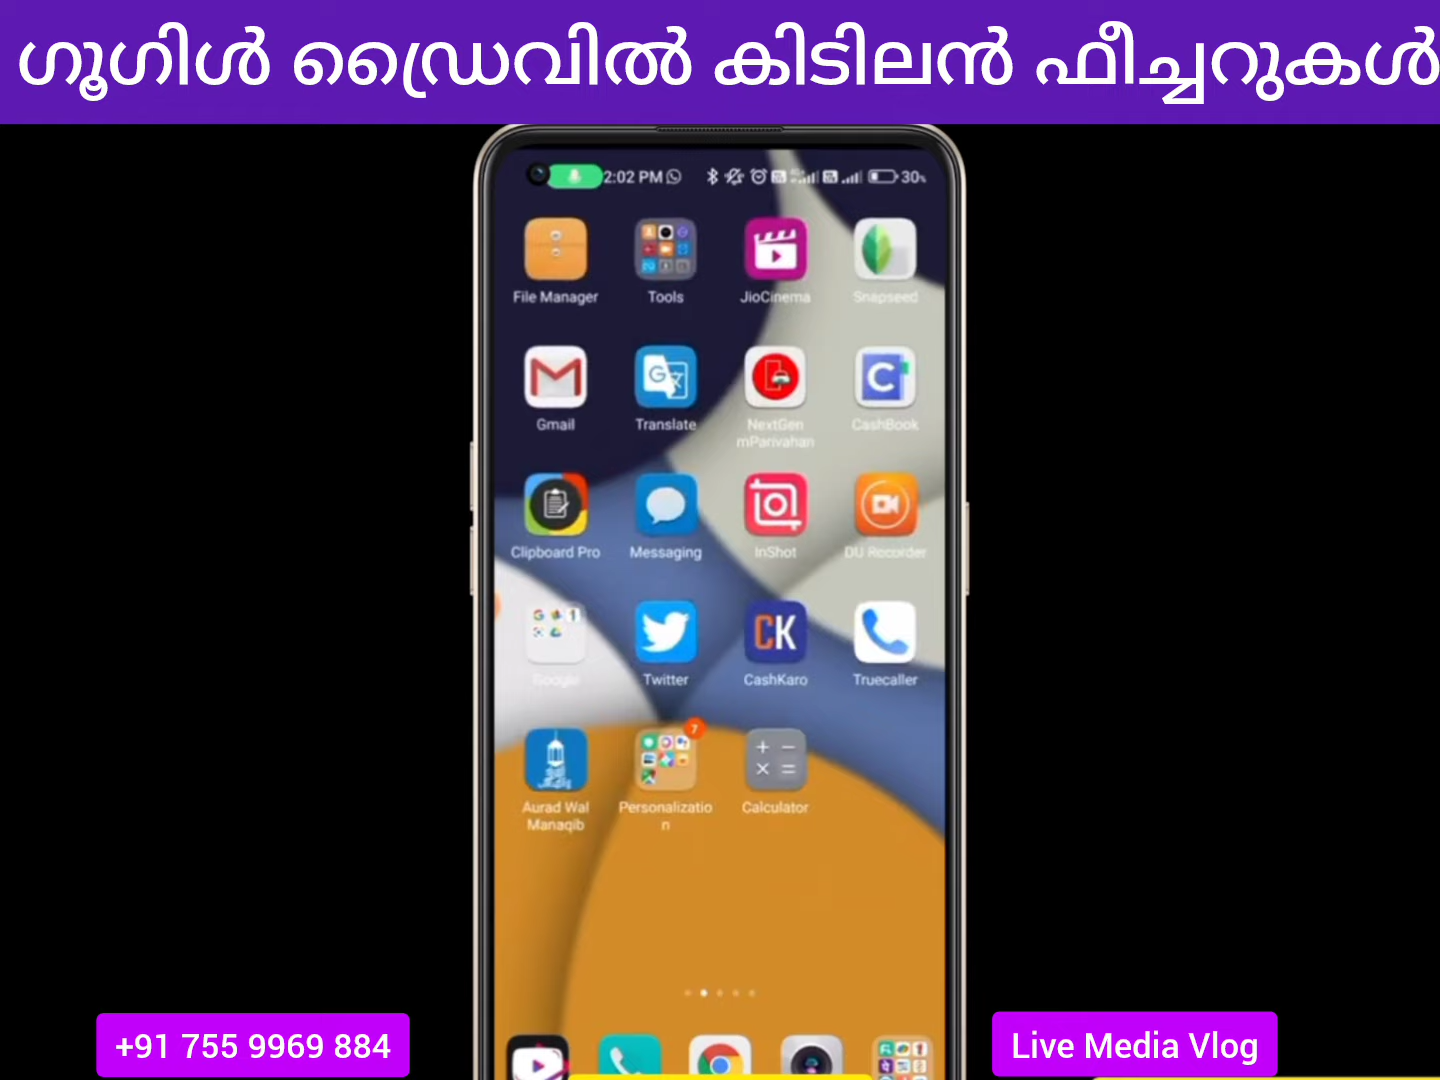 ഗൂഗിൾ ഡ്രൈവിൽ കിടിലൻ ഫീച്ചറുകൾ
2:02 PM 30%
File Manager Tools JioCinema Snapseed
Gmail Translate NextGen mParivahan CashBook
Clipboard Pro Messaging InShot DU Recorder
Google Twitter CashKaro Truecaller
7
Aurad Wal Manaqib Personalizatio n Calculator
+91 755 9969 884
Live Media Vlog